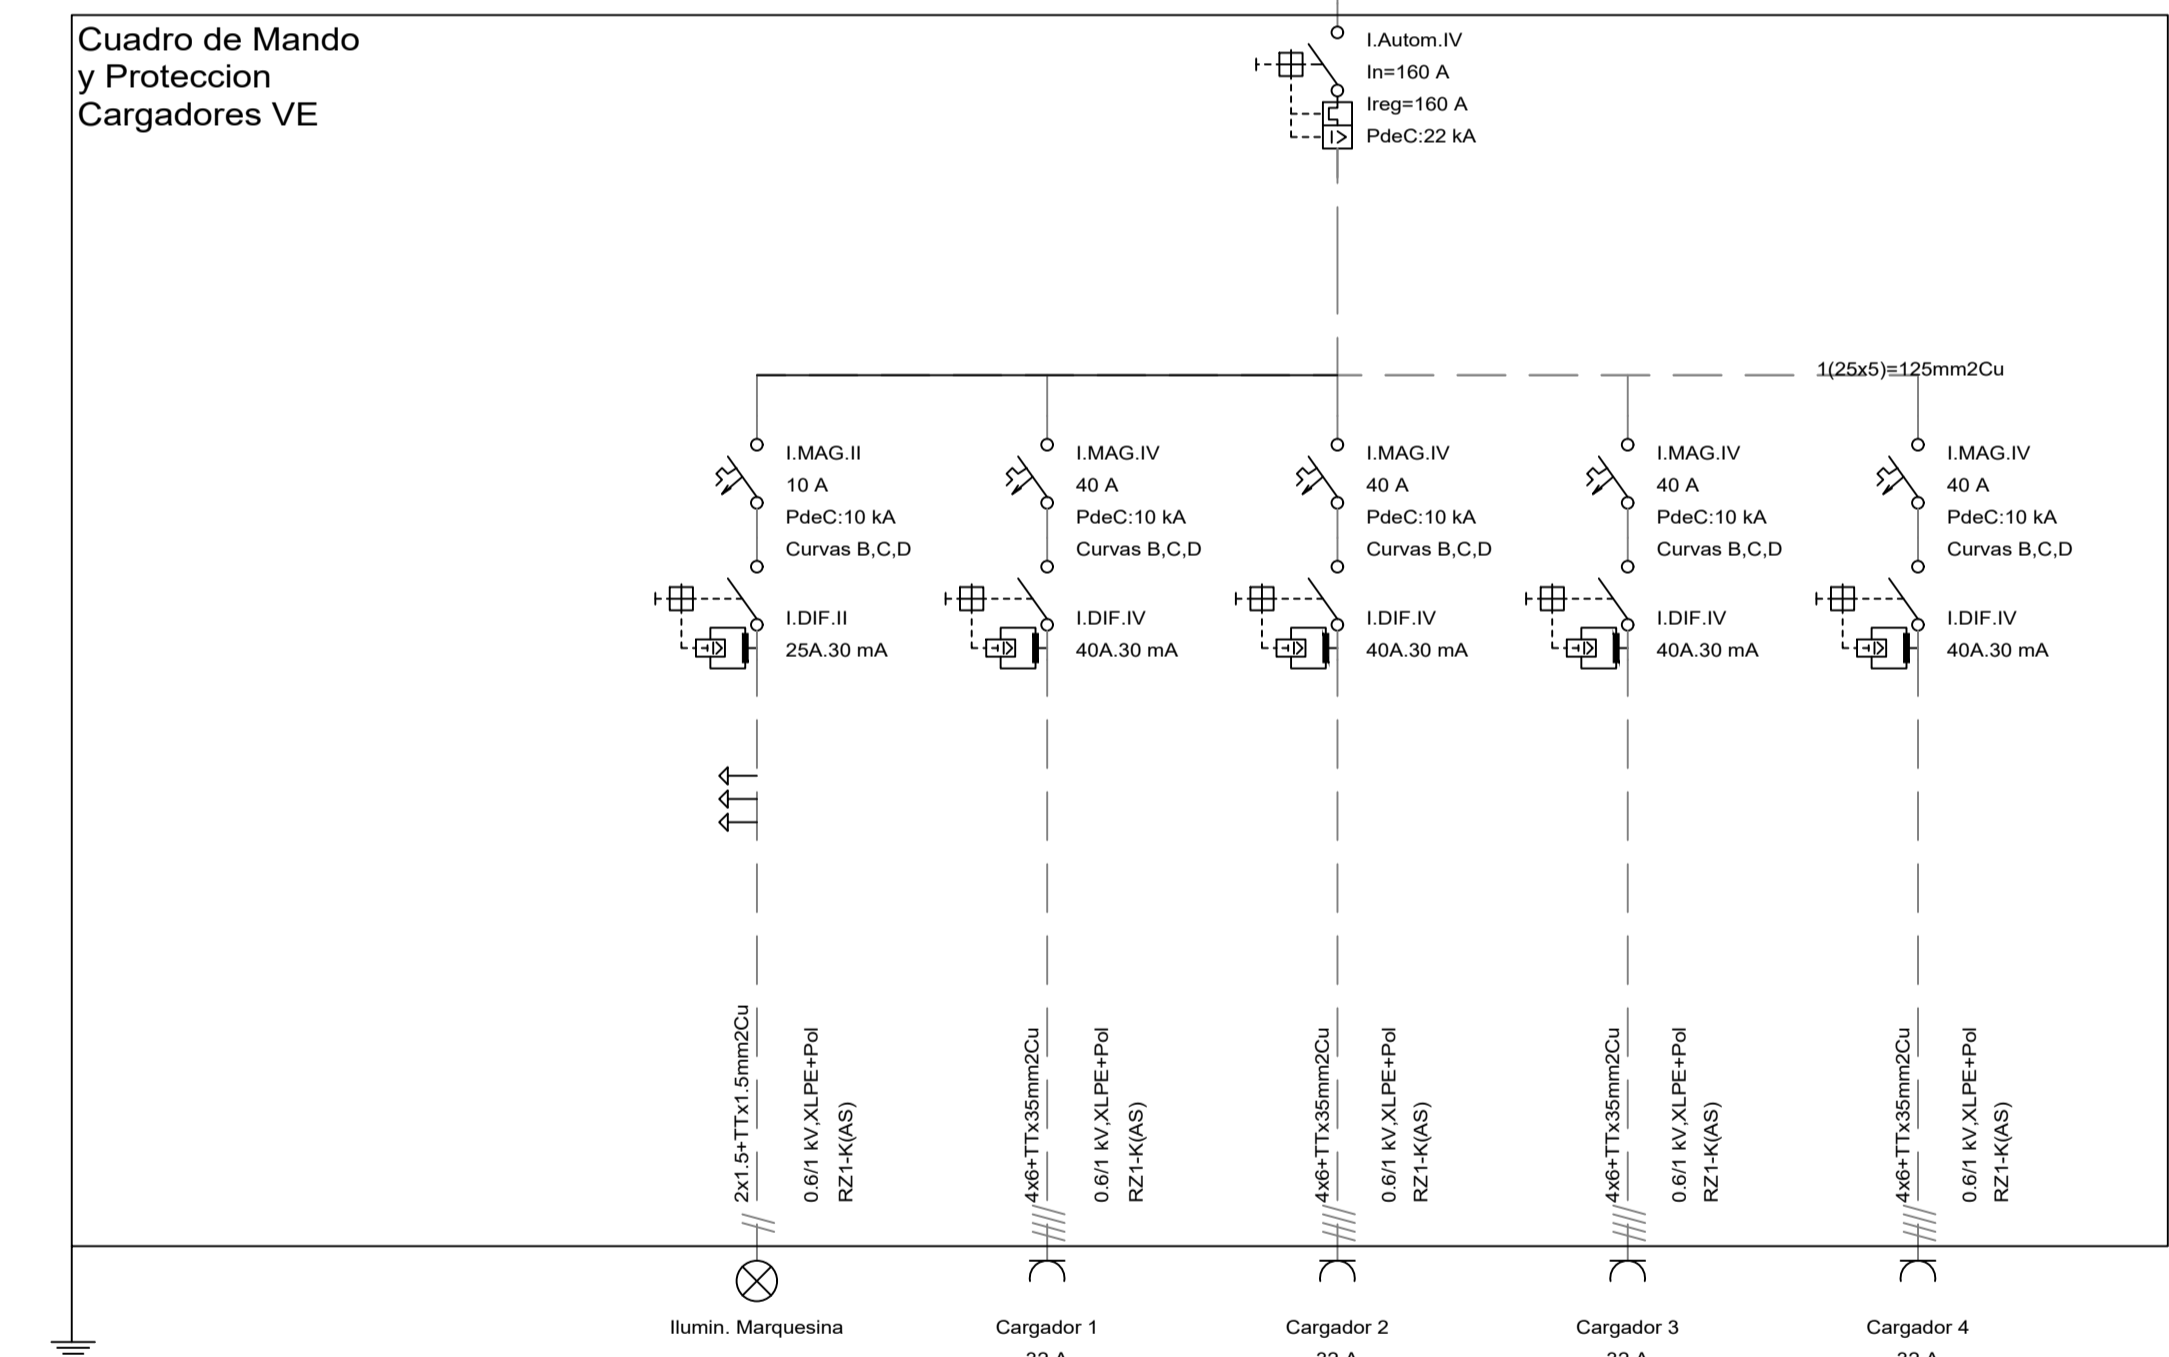 Cuadro de Mando
y Proteccion
Cargadores VE
I.Autom.IV
In=160 A
Ireg=160 A
PdeC:22 kA
1(25x5)=125mm2Cu
I.MAG.II
10 A
PdeC:10 kA
Curvas B,C,D
I.DIF.II
25A.30 mA
I.MAG.IV
40 A
PdeC:10 kA
Curvas B,C,D
I.DIF.IV
40A.30 mA
I.MAG.IV
40 A
PdeC:10 kA
Curvas B,C,D
I.DIF.IV
40A.30 mA
I.MAG.IV
40 A
PdeC:10 kA
Curvas B,C,D
I.DIF.IV
40A.30 mA
I.MAG.IV
40 A
PdeC:10 kA
Curvas B,C,D
I.DIF.IV
40A.30 mA
2x1.5+TTx1.5mm2Cu
0.6/1 kV,XLPE+Pol
RZ1-K(AS)
4x6+TTx35mm2Cu
0.6/1 kV,XLPE+Pol
RZ1-K(AS)
4x6+TTx35mm2Cu
0.6/1 kV,XLPE+Pol
RZ1-K(AS)
4x6+TTx35mm2Cu
0.6/1 kV,XLPE+Pol
RZ1-K(AS)
4x6+TTx35mm2Cu
0.6/1 kV,XLPE+Pol
RZ1-K(AS)
Ilumin. Marquesina
Cargador 1
Cargador 2
Cargador 3
Cargador 4